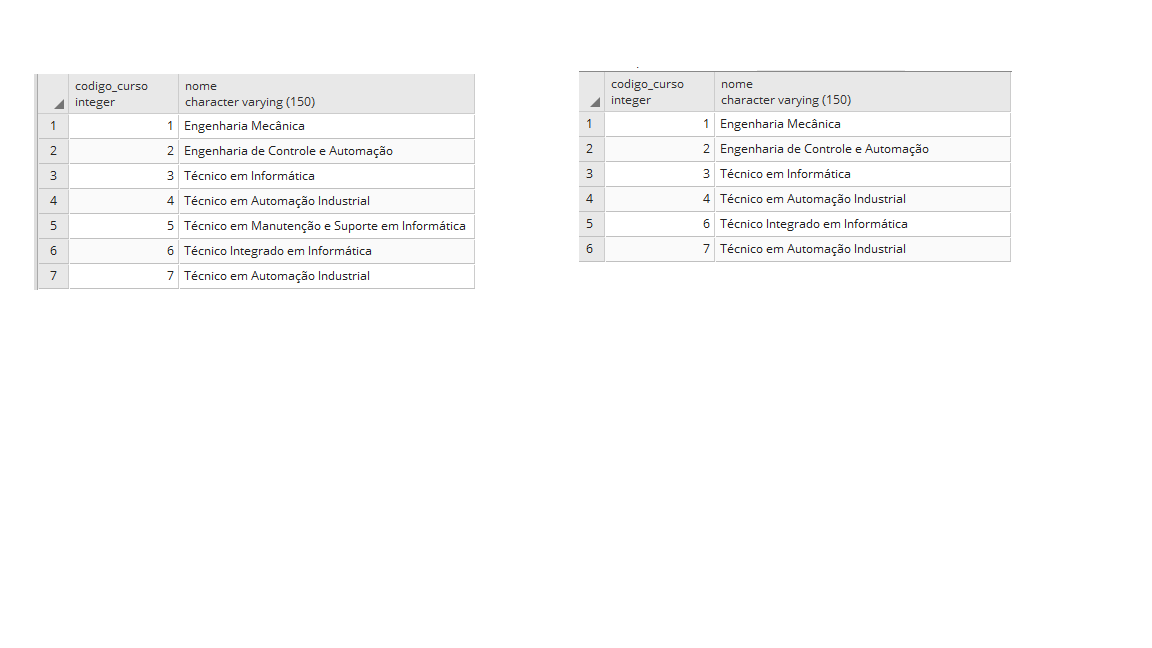 codigo_curso nome
integer character varying (150)
1 1 Engenharia Mecânica
2 2 Engenharia de Controle e Automação
3 3 Técnico em Informática
4 4 Técnico em Automação Industrial
5 5 Técnico em Manutenção e Suporte em Informática
6 6 Técnico Integrado em Informática
7 7 Técnico em Automação Industrial
codigo_curso nome
integer character varying (150)
1 1 Engenharia Mecânica
2 2 Engenharia de Controle e Automação
3 3 Técnico em Informática
4 4 Técnico em Automação Industrial
5 6 Técnico Integrado em Informática
6 7 Técnico em Automação Industrial